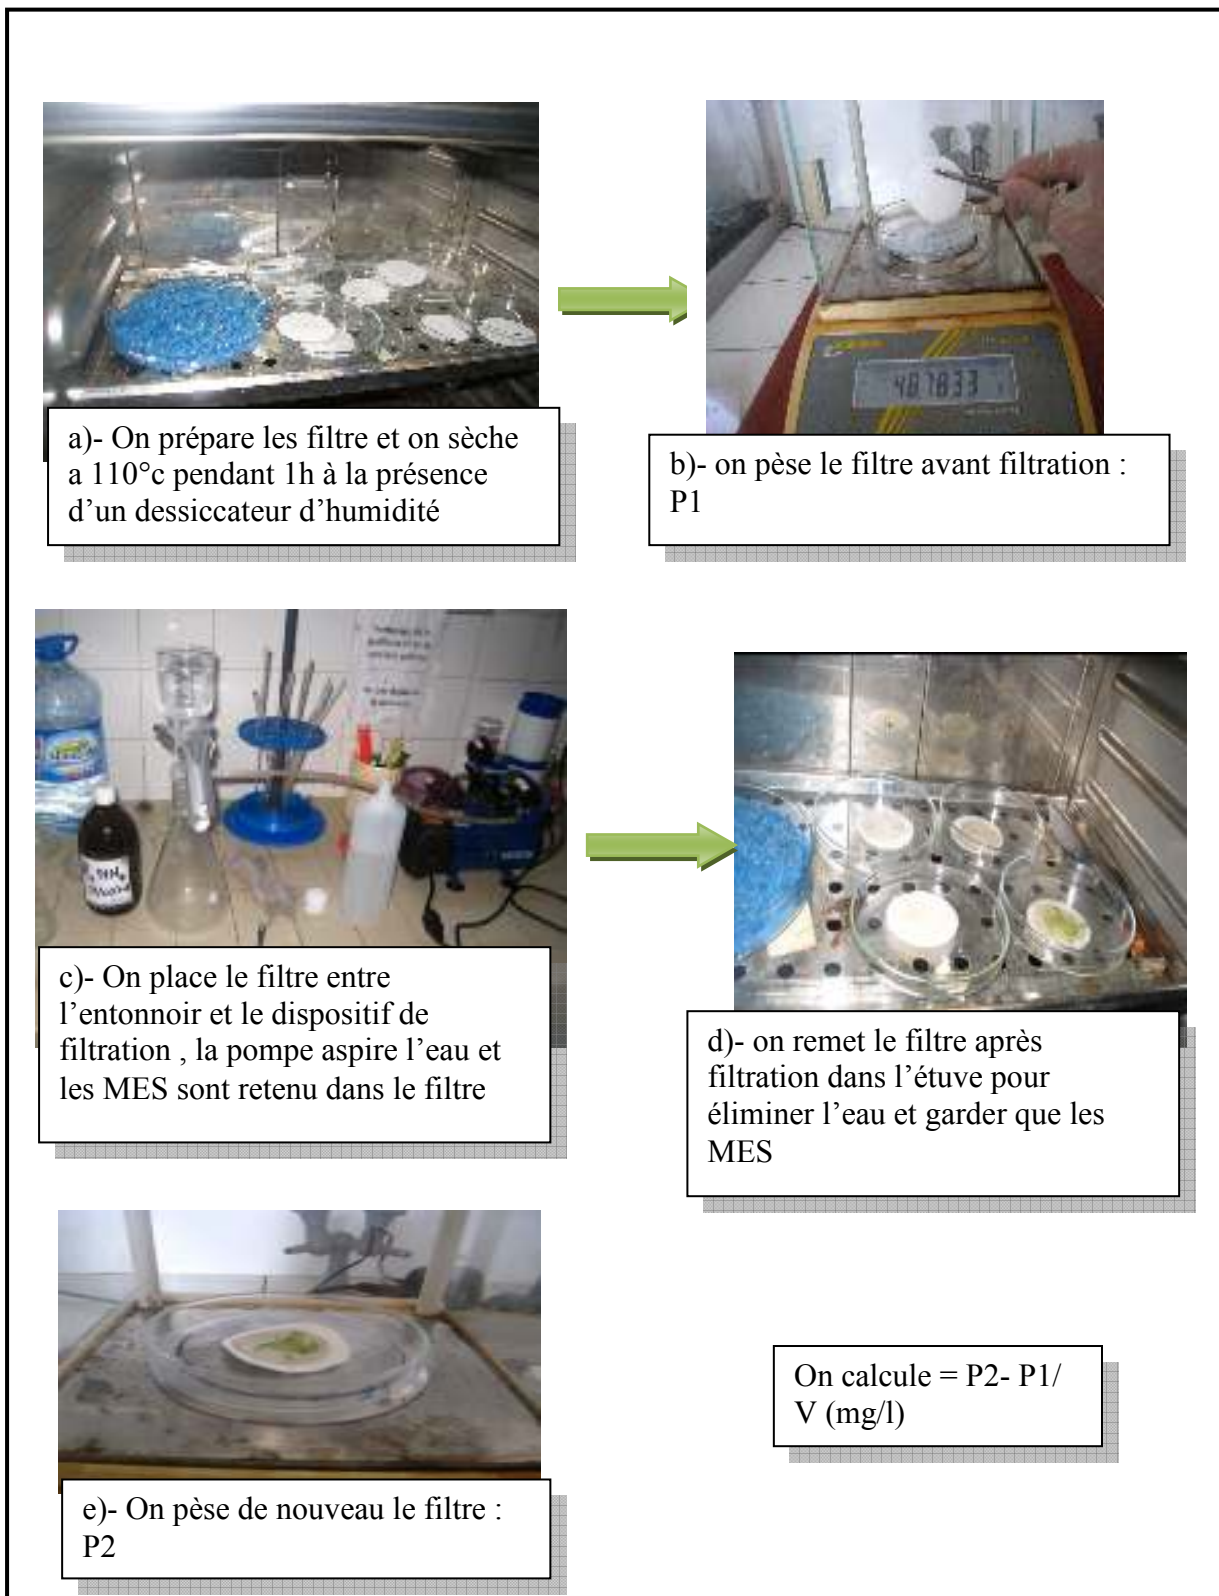 a)- On prépare les filtre et on sèche
a 110°c pendant 1h à la présence
d’un dessiccateur d’humidité
487833
b)- on pèse le filtre avant filtration :
P1
c)- On place le filtre entre
l’entonnoir et le dispositif de
filtration , la pompe aspire l’eau et
les MES sont retenu dans le filtre
d)- on remet le filtre après
filtration dans l’étuve pour
éliminer l’eau et garder que les
MES
e)- On pèse de nouveau le filtre :
P2
On calcule = P2- P1/
V (mg/l)